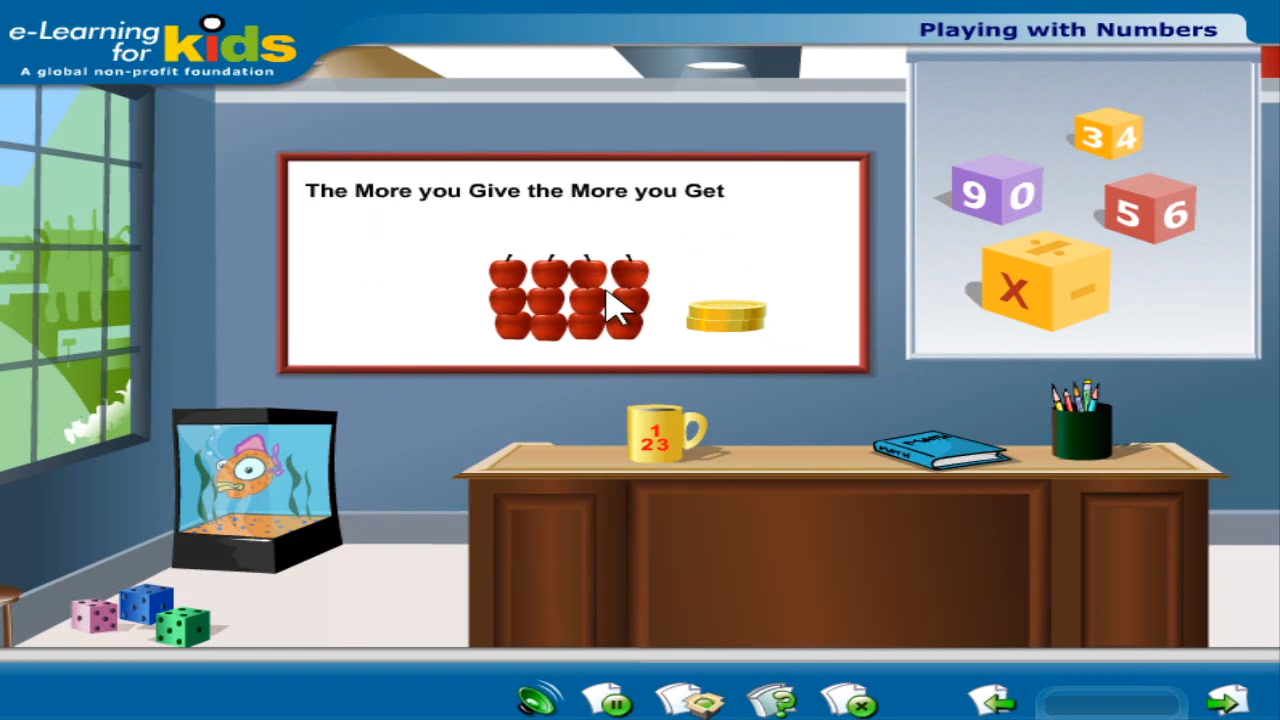 e-Learning
for kids
A global non-profit foundation
Playing with Numbers
The More you Give the More you Get
3 4
9 0
5 6
÷
x -
1
23
MATH